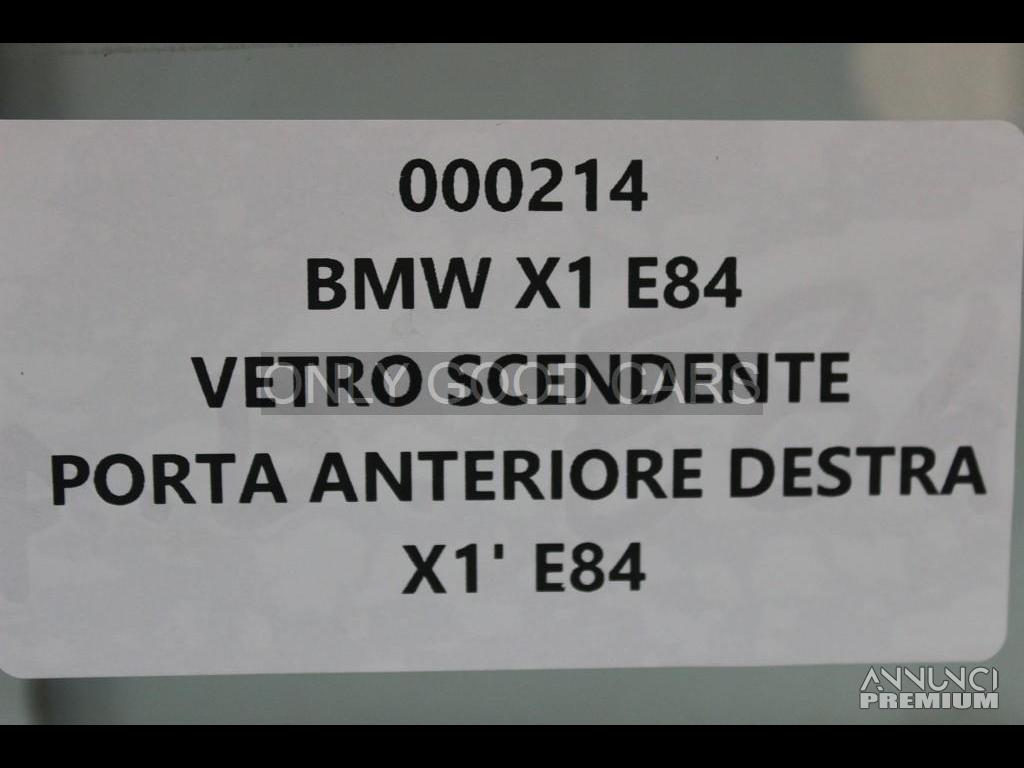 000214
BMW X1 E84
VETRO SCENDENTE
ONLY GOOD CARS
PORTA ANTERIORE DESTRA
X1' E84
ANNUNCI
PREMIUM